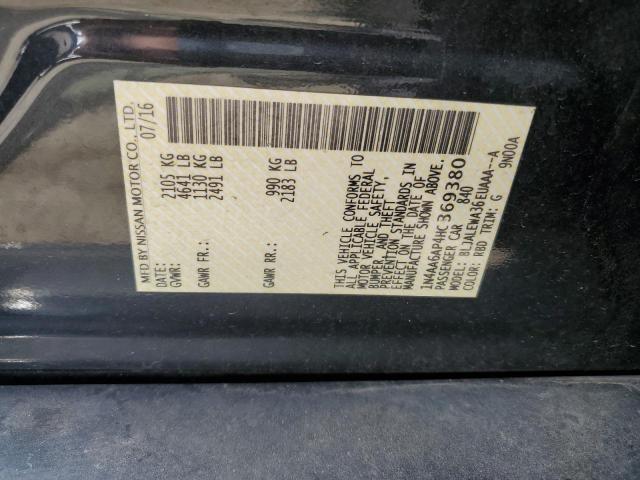 MFD BY NISSAN MOTOR CO., LTD.
07/16
GVWR: 2105 KG
4641 LB
GAWR FR.: 1130 KG
2491 LB
GAWR RR.: 990 KG
2183 LB
THIS VEHICLE CONFORMS TO
ALL APPLICABLE FEDERAL
MOTOR VEHICLE SAFETY,
BUMPER, AND THEFT
PREVENTION STANDARDS IN
EFFECT ON THE DATE OF
MANUFACTURE SHOWN ABOVE.
1N4AA6AP4HC369380
PASSENGER CAR 840
MODEL: BLJALEWA36EUAAA--A
COLOR: RBD TRIM: G 9ND0A